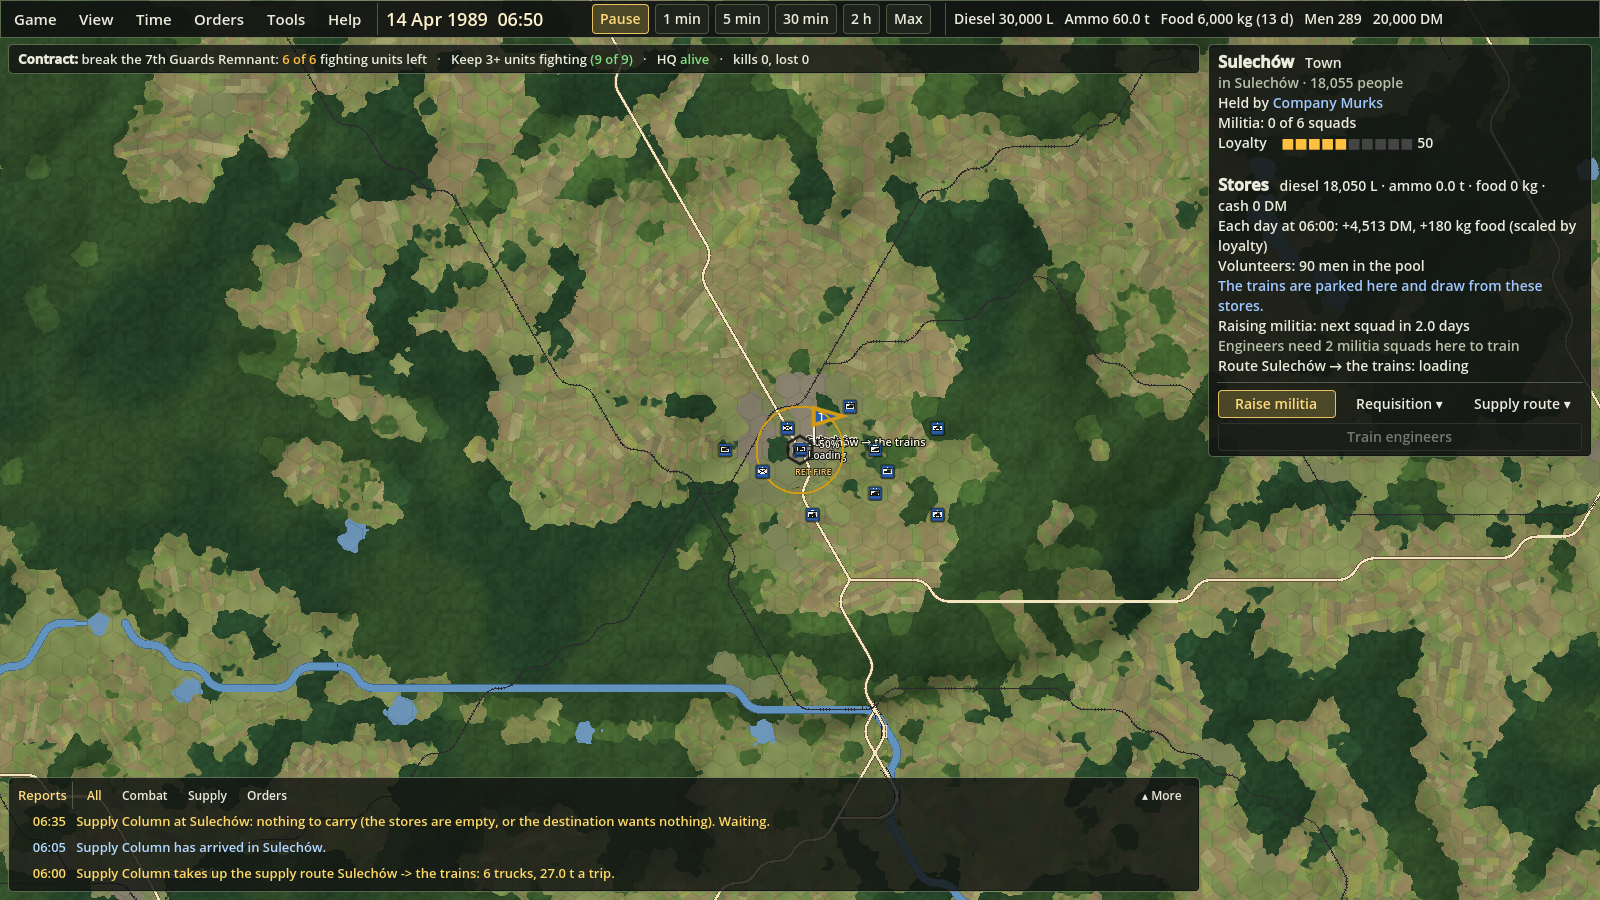 Game View Time Orders Tools Help 14 Apr 1989 06:50 Pause 1 min 5 min 30 min 2 h Max Diesel 30,000 L Ammo 60.0 t Food 6,000 kg (13 d) Men 289 20,000 DM
Contract: break the 7th Guards Remnant: 6 of 6 fighting units left · Keep 3+ units fighting (9 of 9) · HQ alive · kills 0, lost 0
Sulechów Town
in Sulechów · 18,055 people
Held by Company Murks
Militia: 0 of 6 squads
Loyalty 50
Stores diesel 18,050 L · ammo 0.0 t · food 0 kg ·
cash 0 DM
Each day at 06:00: +4,513 DM, +180 kg food (scaled by
loyalty)
Volunteers: 90 men in the pool
The trains are parked here and draw from these
stores.
Raising militia: next squad in 2.0 days
Engineers need 2 militia squads here to train
Route Sulechów → the trains: loading
Raise militia Requisition ▾ Supply route ▾
Train engineers
→ the trains
50%
Loading
RET FIRE
Reports All Combat Supply Orders ▴ More
06:35 Supply Column at Sulechów: nothing to carry (the stores are empty, or the destination wants nothing). Waiting.
06:05 Supply Column has arrived in Sulechów.
06:00 Supply Column takes up the supply route Sulechów -> the trains: 6 trucks, 27.0 t a trip.